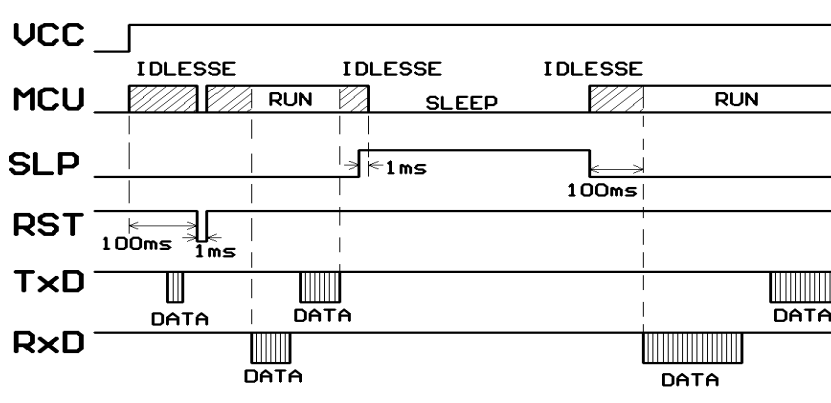 VCC
IDLESSE IDLESSE IDLESSE
MCU RUN SLEEP RUN
SLP 1ms
100ms
RST
100ms 1ms
TxD
DATA DATA DATA
RxD
DATA DATA